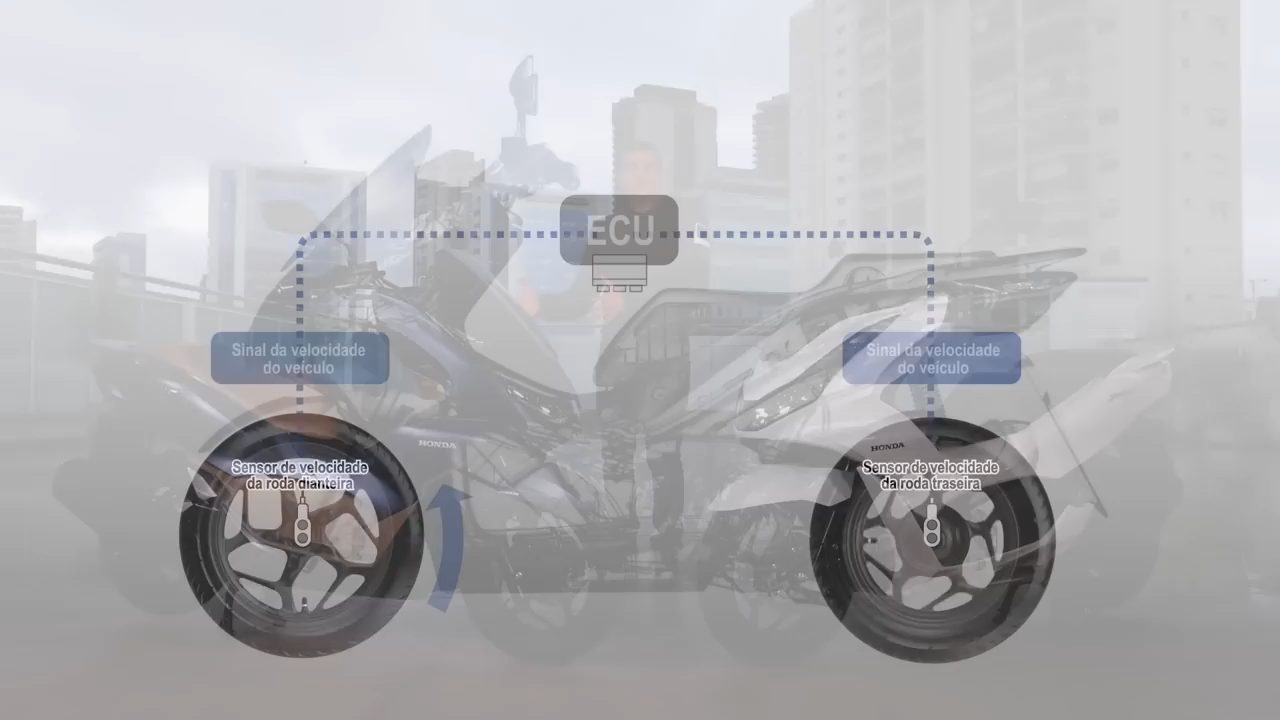 ECU
Sinal da velocidade
do veículo
Sinal da velocidade
do veículo
HONDA
HONDA
Sensor de velocidade
da roda dianteira
Sensor de velocidade
da roda traseira